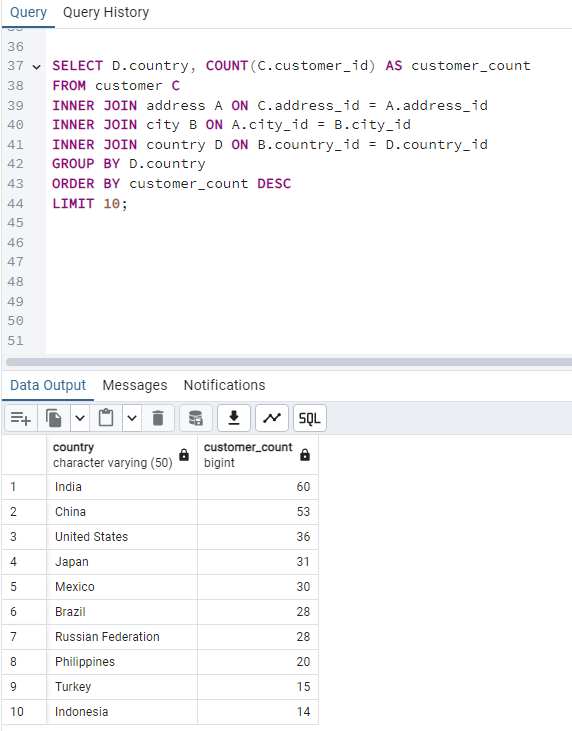 Query Query History
36
37 SELECT D.country, COUNT(C.customer_id) AS customer_count
38 FROM customer C
39 INNER JOIN address A ON C.address_id = A.address_id
40 INNER JOIN city B ON A.city_id = B.city_id
41 INNER JOIN country D ON B.country_id = D.country_id
42 GROUP BY D.country
43 ORDER BY customer_count DESC
44 LIMIT 10;
45
46
47
48
49
50
51
Data Output Messages Notifications
SQL
country customer_count
character varying (50) bigint
1 India 60
2 China 53
3 United States 36
4 Japan 31
5 Mexico 30
6 Brazil 28
7 Russian Federation 28
8 Philippines 20
9 Turkey 15
10 Indonesia 14